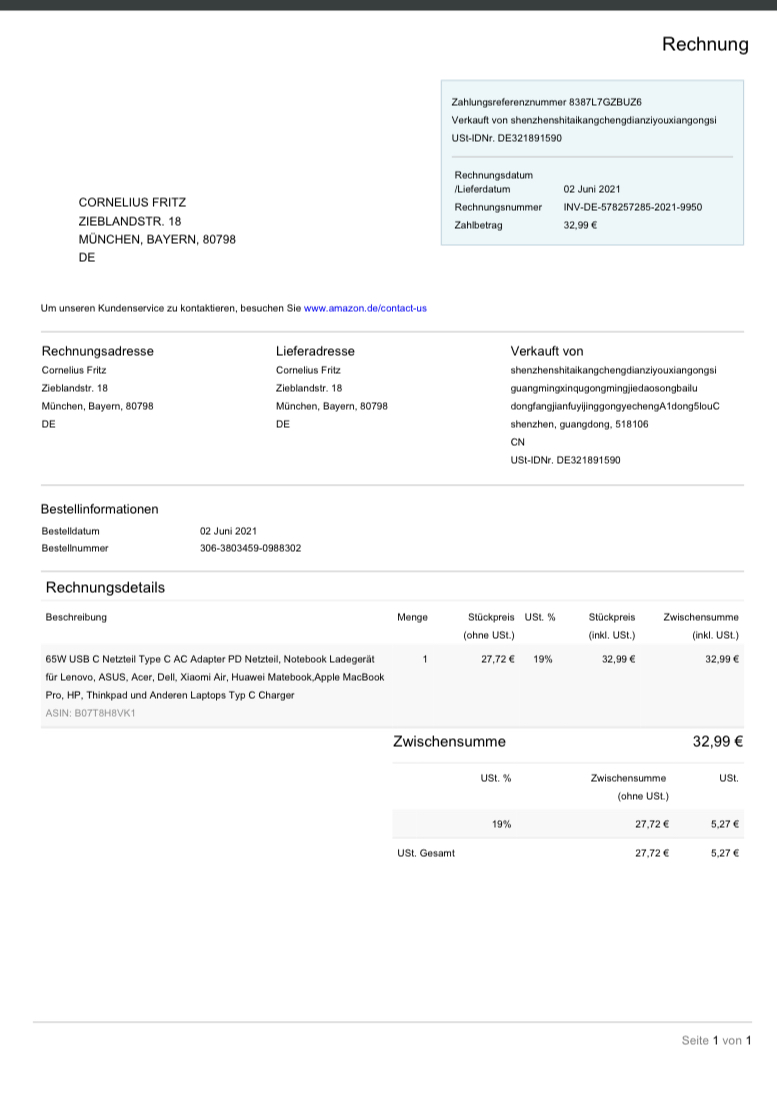 Rechnung
Zahlungsreferenznummer 8387L7GZBUZ6
Verkauft von shenzhenshitaikangchengdianziyouxiangongsi
USt-IDNr. DE321891590
Rechnungsdatum
/Lieferdatum 02 Juni 2021
Rechnungsnummer INV-DE-578257285-2021-9950
Zahlbetrag 32,99 €
CORNELIUS FRITZ
ZIEBLANDSTR. 18
MÜNCHEN, BAYERN, 80798
DE
Um unseren Kundenservice zu kontaktieren, besuchen Sie www.amazon.de/contact-us
Rechnungsadresse
Cornelius Fritz
Zieblandstr. 18
München, Bayern, 80798
DE
Lieferadresse
Cornelius Fritz
Zieblandstr. 18
München, Bayern, 80798
DE
Verkauft von
shenzhenshitaikangchengdianziyouxiangongsi
guangmingxinqugongmingjiedaosongbailu
dongfangjianfuyijinggongyechengA1dong5louC
shenzhen, guangdong, 518106
CN
USt-IDNr. DE321891590
Bestellinformationen
Bestelldatum 02 Juni 2021
Bestellnummer 306-3803459-0988302
Rechnungsdetails
Beschreibung Menge Stückpreis USt. % Stückpreis Zwischensumme
(ohne USt.) (inkl. USt.) (inkl. USt.)
65W USB C Netzteil Type C AC Adapter PD Netzteil, Notebook Ladegerät 1 27,72 € 19% 32,99 € 32,99 €
für Lenovo, ASUS, Acer, Dell, Xiaomi Air, Huawei Matebook,Apple MacBook
Pro, HP, Thinkpad und Anderen Laptops Typ C Charger
ASIN: B07T8H8VK1
Zwischensumme 32,99 €
USt. % Zwischensumme USt.
(ohne USt.)
19% 27,72 € 5,27 €
USt. Gesamt 27,72 € 5,27 €
Seite 1 von 1